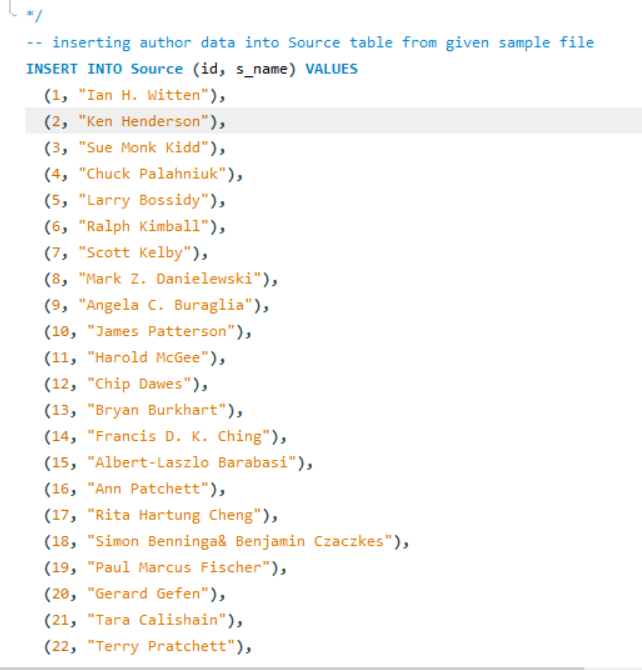 */
-- inserting author data into Source table from given sample file
INSERT INTO Source (id, s_name) VALUES
(1, "Ian H. Witten"),
(2, "Ken Henderson"),
(3, "Sue Monk Kidd"),
(4, "Chuck Palahniuk"),
(5, "Larry Bossidy"),
(6, "Ralph Kimball"),
(7, "Scott Kelby"),
(8, "Mark Z. Danielewski"),
(9, "Angela C. Buraglia"),
(10, "James Patterson"),
(11, "Harold McGee"),
(12, "Chip Dawes"),
(13, "Bryan Burkhart"),
(14, "Francis D. K. Ching"),
(15, "Albert-Laszlo Barabasi"),
(16, "Ann Patchett"),
(17, "Rita Hartung Cheng"),
(18, "Simon Benninga& Benjamin Czaczkes"),
(19, "Paul Marcus Fischer"),
(20, "Gerard Gefen"),
(21, "Tara Calishain"),
(22, "Terry Pratchett"),